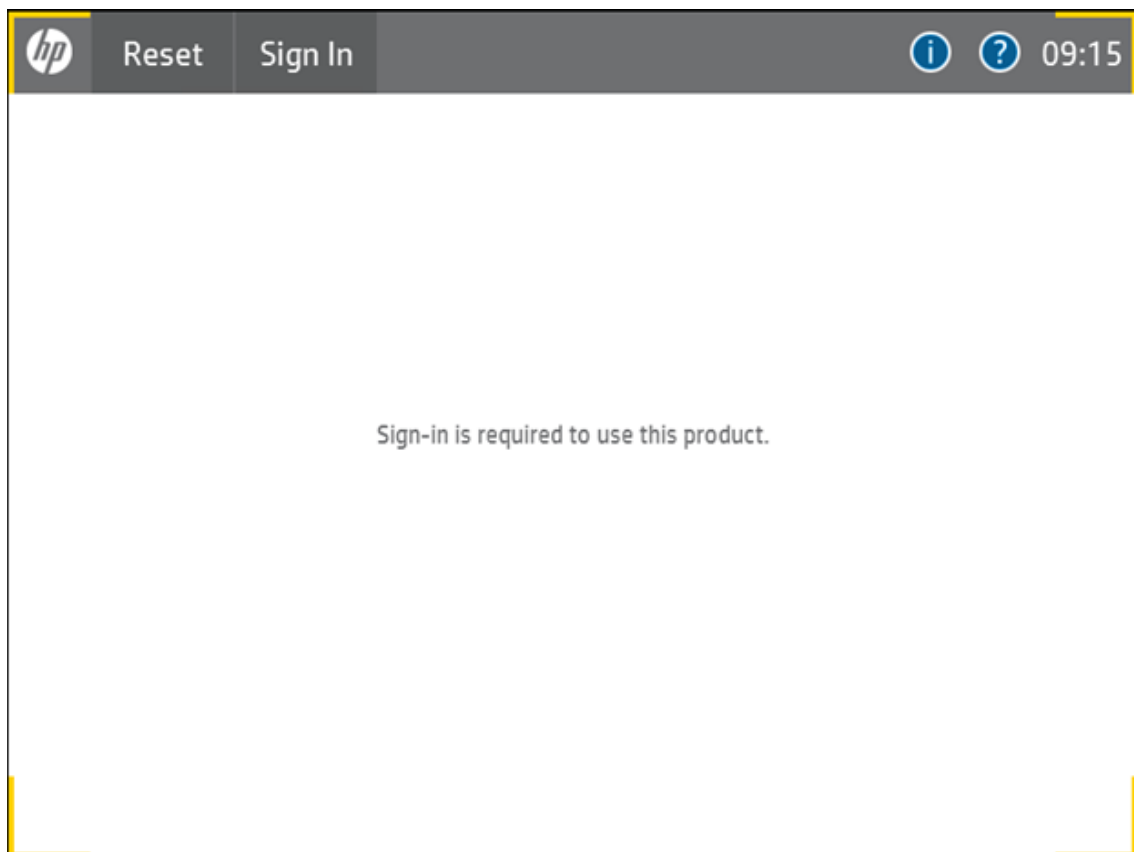 hp Reset Sign In i ? 09:15
Sign-in is required to use this product.